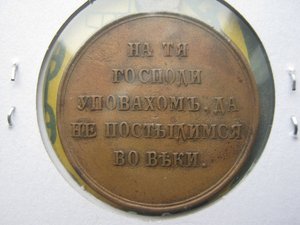 НА ТЯ
ГОСПОДИ
УПОВАХОМЪ, ДА
НЕ ПОСТЫДИМСЯ
ВО ВѢКИ.